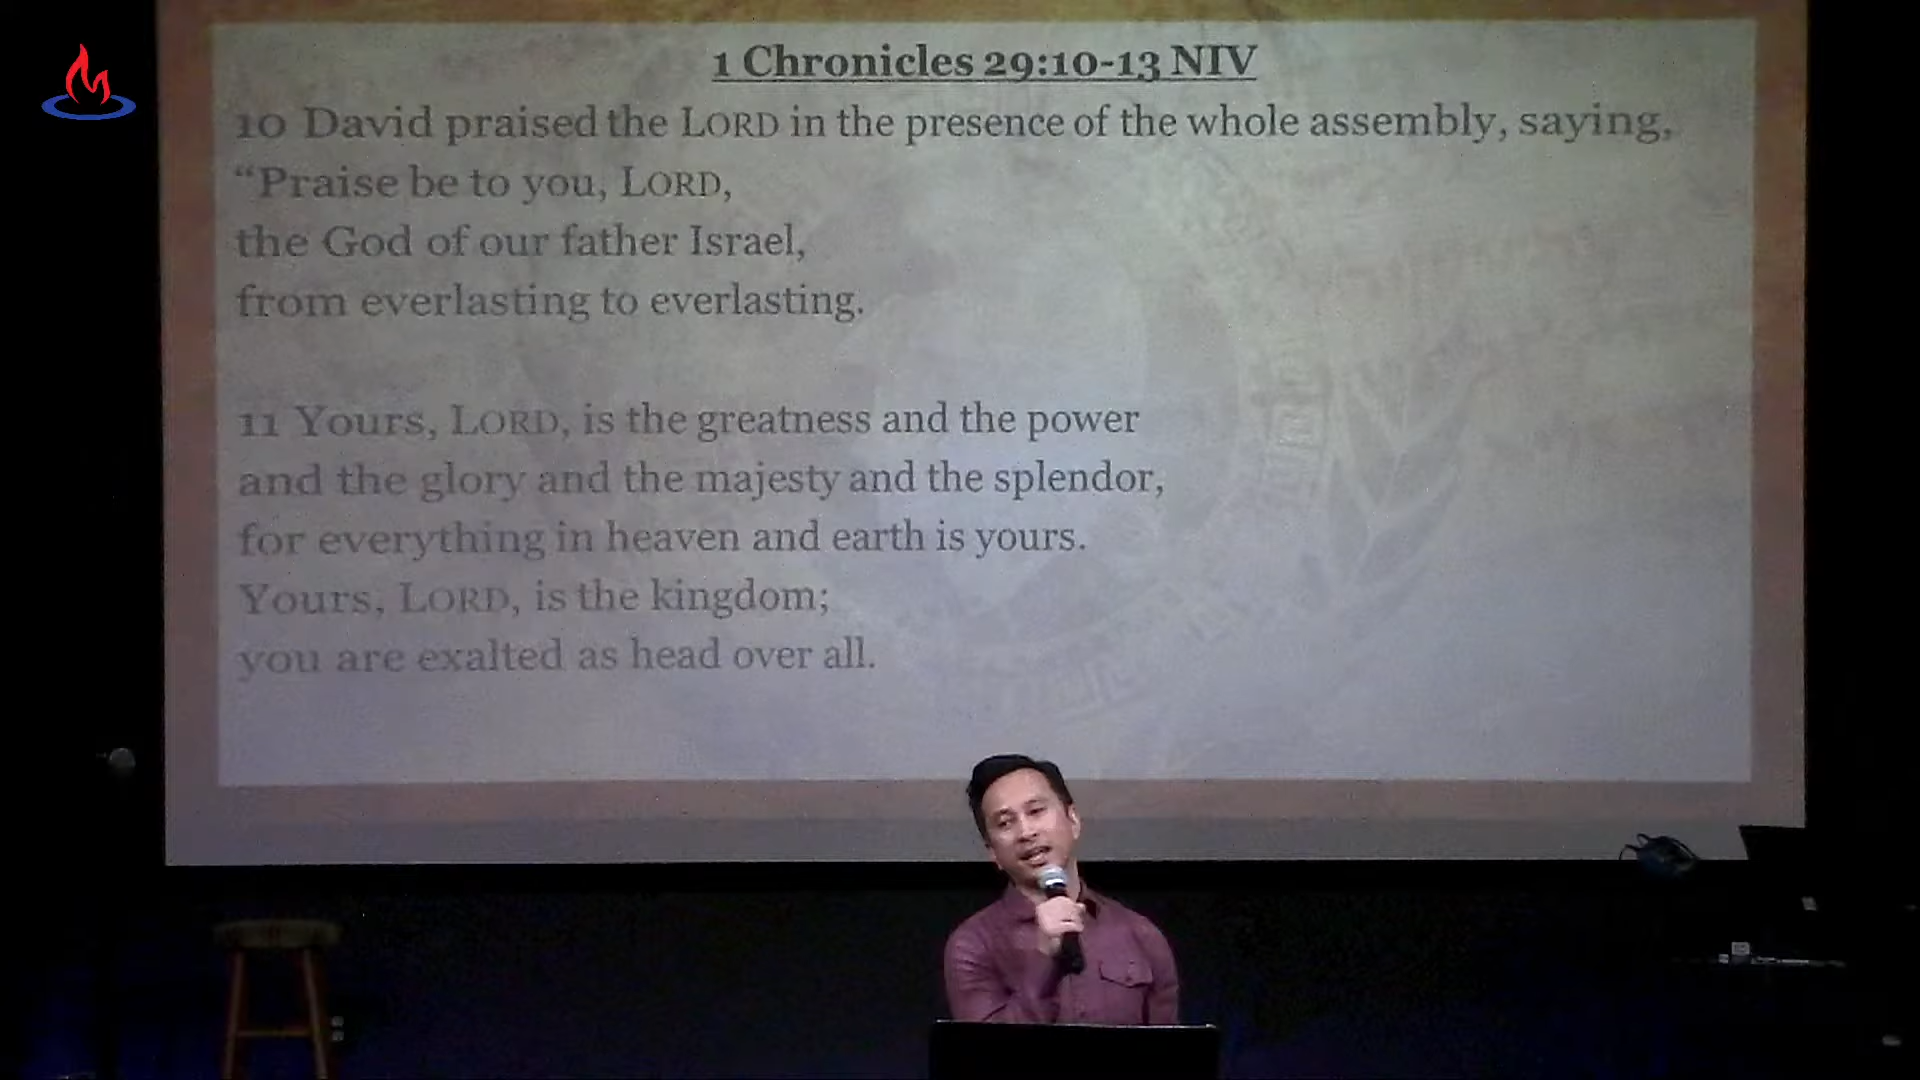 1 Chronicles 29:10-13 NIV
10 David praised the LORD in the presence of the whole assembly, saying,
“Praise be to you, LORD,
the God of our father Israel,
from everlasting to everlasting.
11 Yours, LORD, is the greatness and the power
and the glory and the majesty and the splendor,
for everything in heaven and earth is yours.
Yours, LORD, is the kingdom;
you are exalted as head over all.